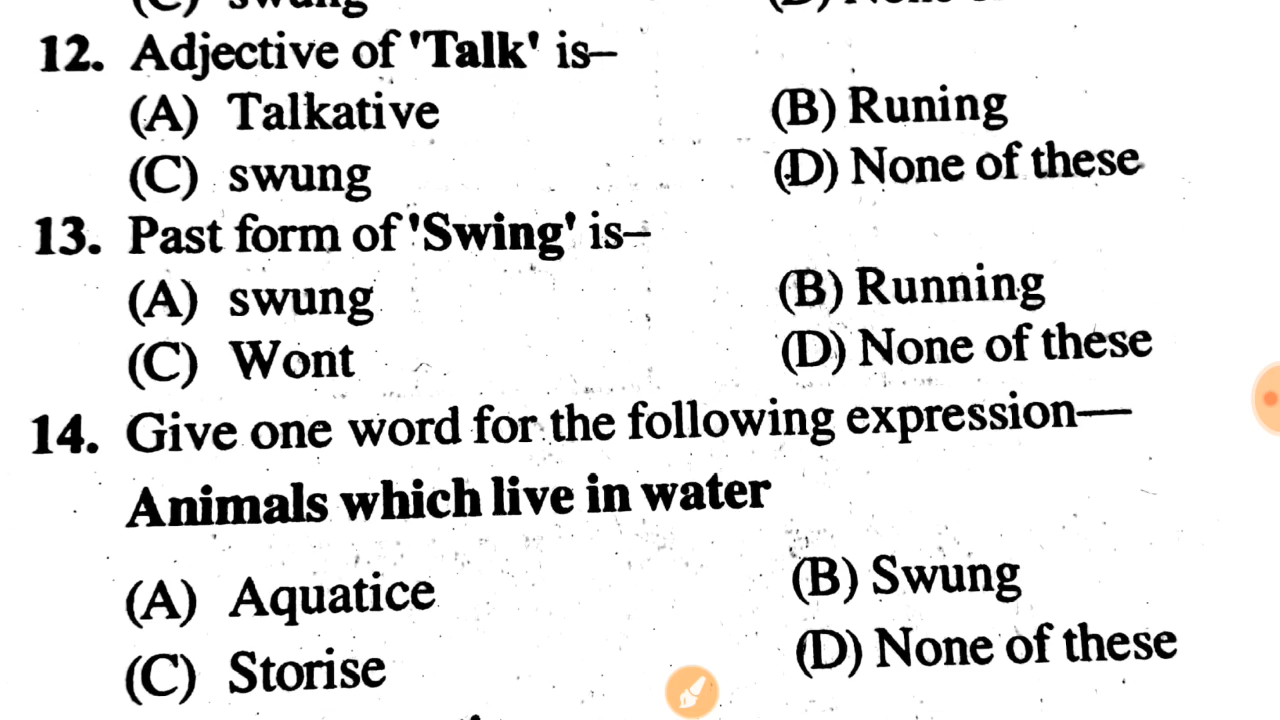 (C) swung
12. Adjective of 'Talk' is–
(A) Talkative (B) Runing
(C) swung (D) None of these
13. Past form of 'Swing' is–
(A) swung (B) Running
(C) Wont (D) None of these
14. Give one word for the following expression—
Animals which live in water
(A) Aquatice (B) Swung
(C) Storise (D) None of these